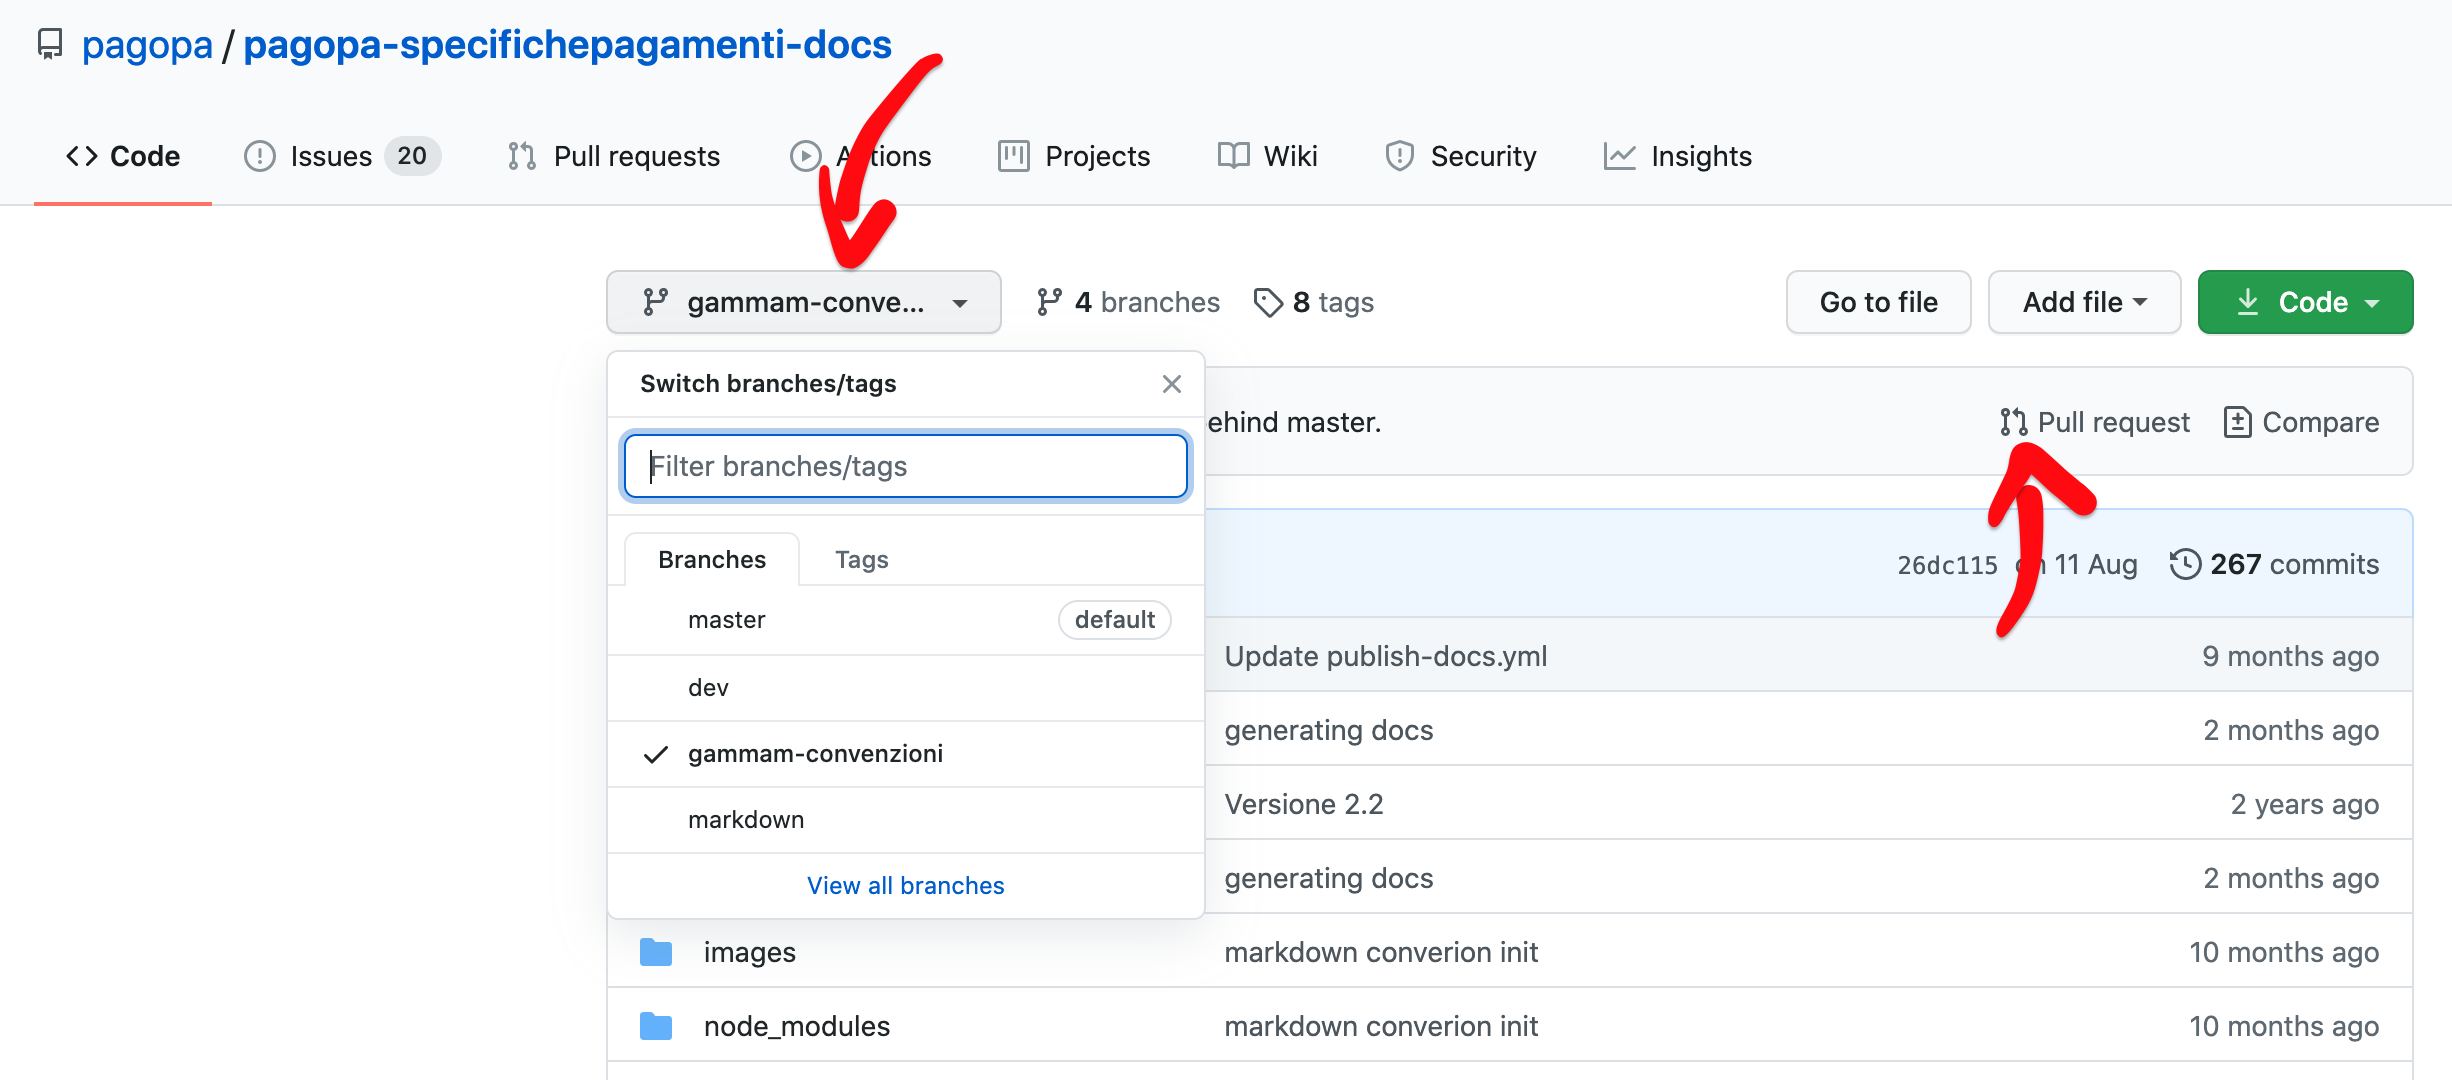 pagopa / pagopa-specifichepagamenti-docs
Code Issues 20 Pull requests Actions Projects Wiki Security Insights
gammam-conve... 4 branches 8 tags Go to file Add file Code
Switch branches/tags
ehind master. Pull request Compare
Filter branches/tags
Branches Tags
26dc115 on 11 Aug 267 commits
master default
Update publish-docs.yml 9 months ago
dev
generating docs 2 months ago
gammam-convenzioni
Versione 2.2 2 years ago
markdown
generating docs 2 months ago
View all branches
images markdown converion init 10 months ago
node_modules markdown converion init 10 months ago